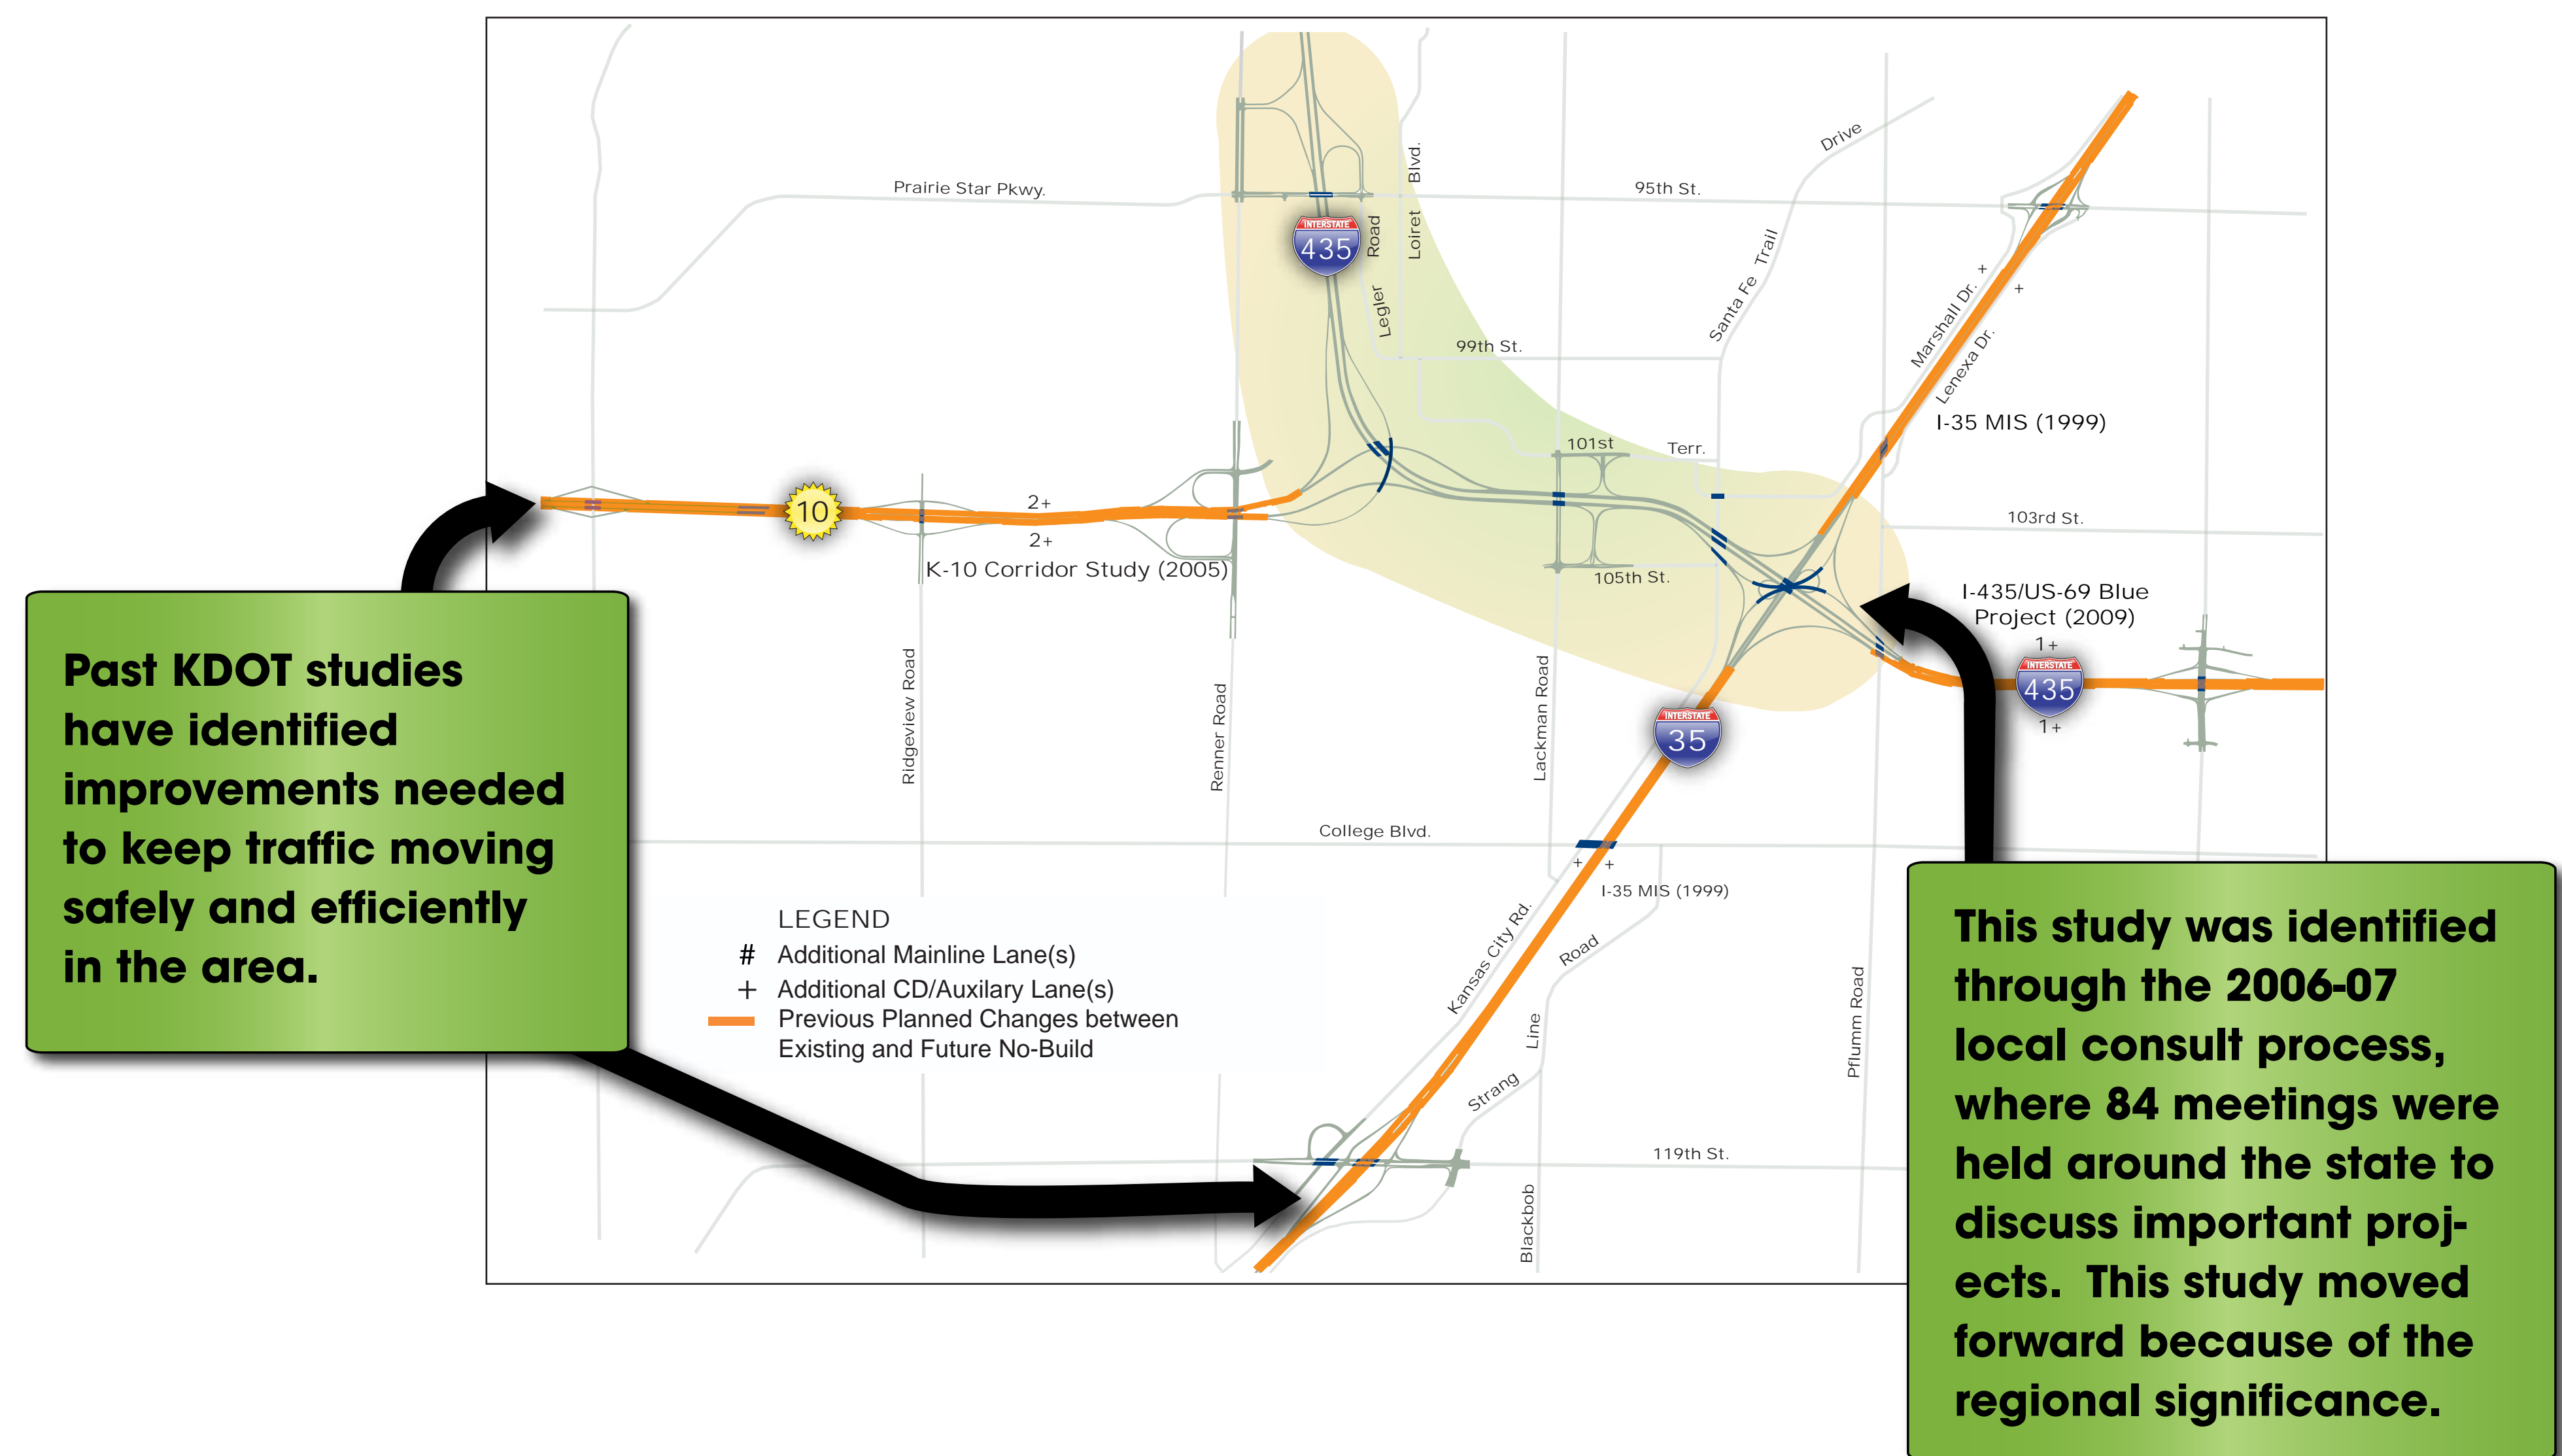 Prairie Star Pkwy.
95th St.
Drive
Santa Fe Trail
Loiret Blvd.
Legler Road
INTERSTATE
435
99th St.
Marshall Dr.
+
+
Lenexa Dr.
I-35 MIS (1999)
101st Terr.
10
2+
2+
K-10 Corridor Study (2005)
103rd St.
105th St.
I-435/US-69 Blue
Project (2009)
1+
INTERSTATE
435
1+
INTERSTATE
35
Ridgeview Road
Renner Road
Lackman Road
College Blvd.
+ +
I-35 MIS (1999)
Kansas City Rd.
Strang Line Road
Pflumm Road
119th St.
Blackbob
LEGEND
# Additional Mainline Lane(s)
+ Additional CD/Auxilary Lane(s)
Previous Planned Changes between
Existing and Future No-Build
Past KDOT studies
have identified
improvements needed
to keep traffic moving
safely and efficiently
in the area.
This study was identified
through the 2006-07
local consult process,
where 84 meetings were
held around the state to
discuss important proj-
ects.  This study moved
forward because of the
regional significance.